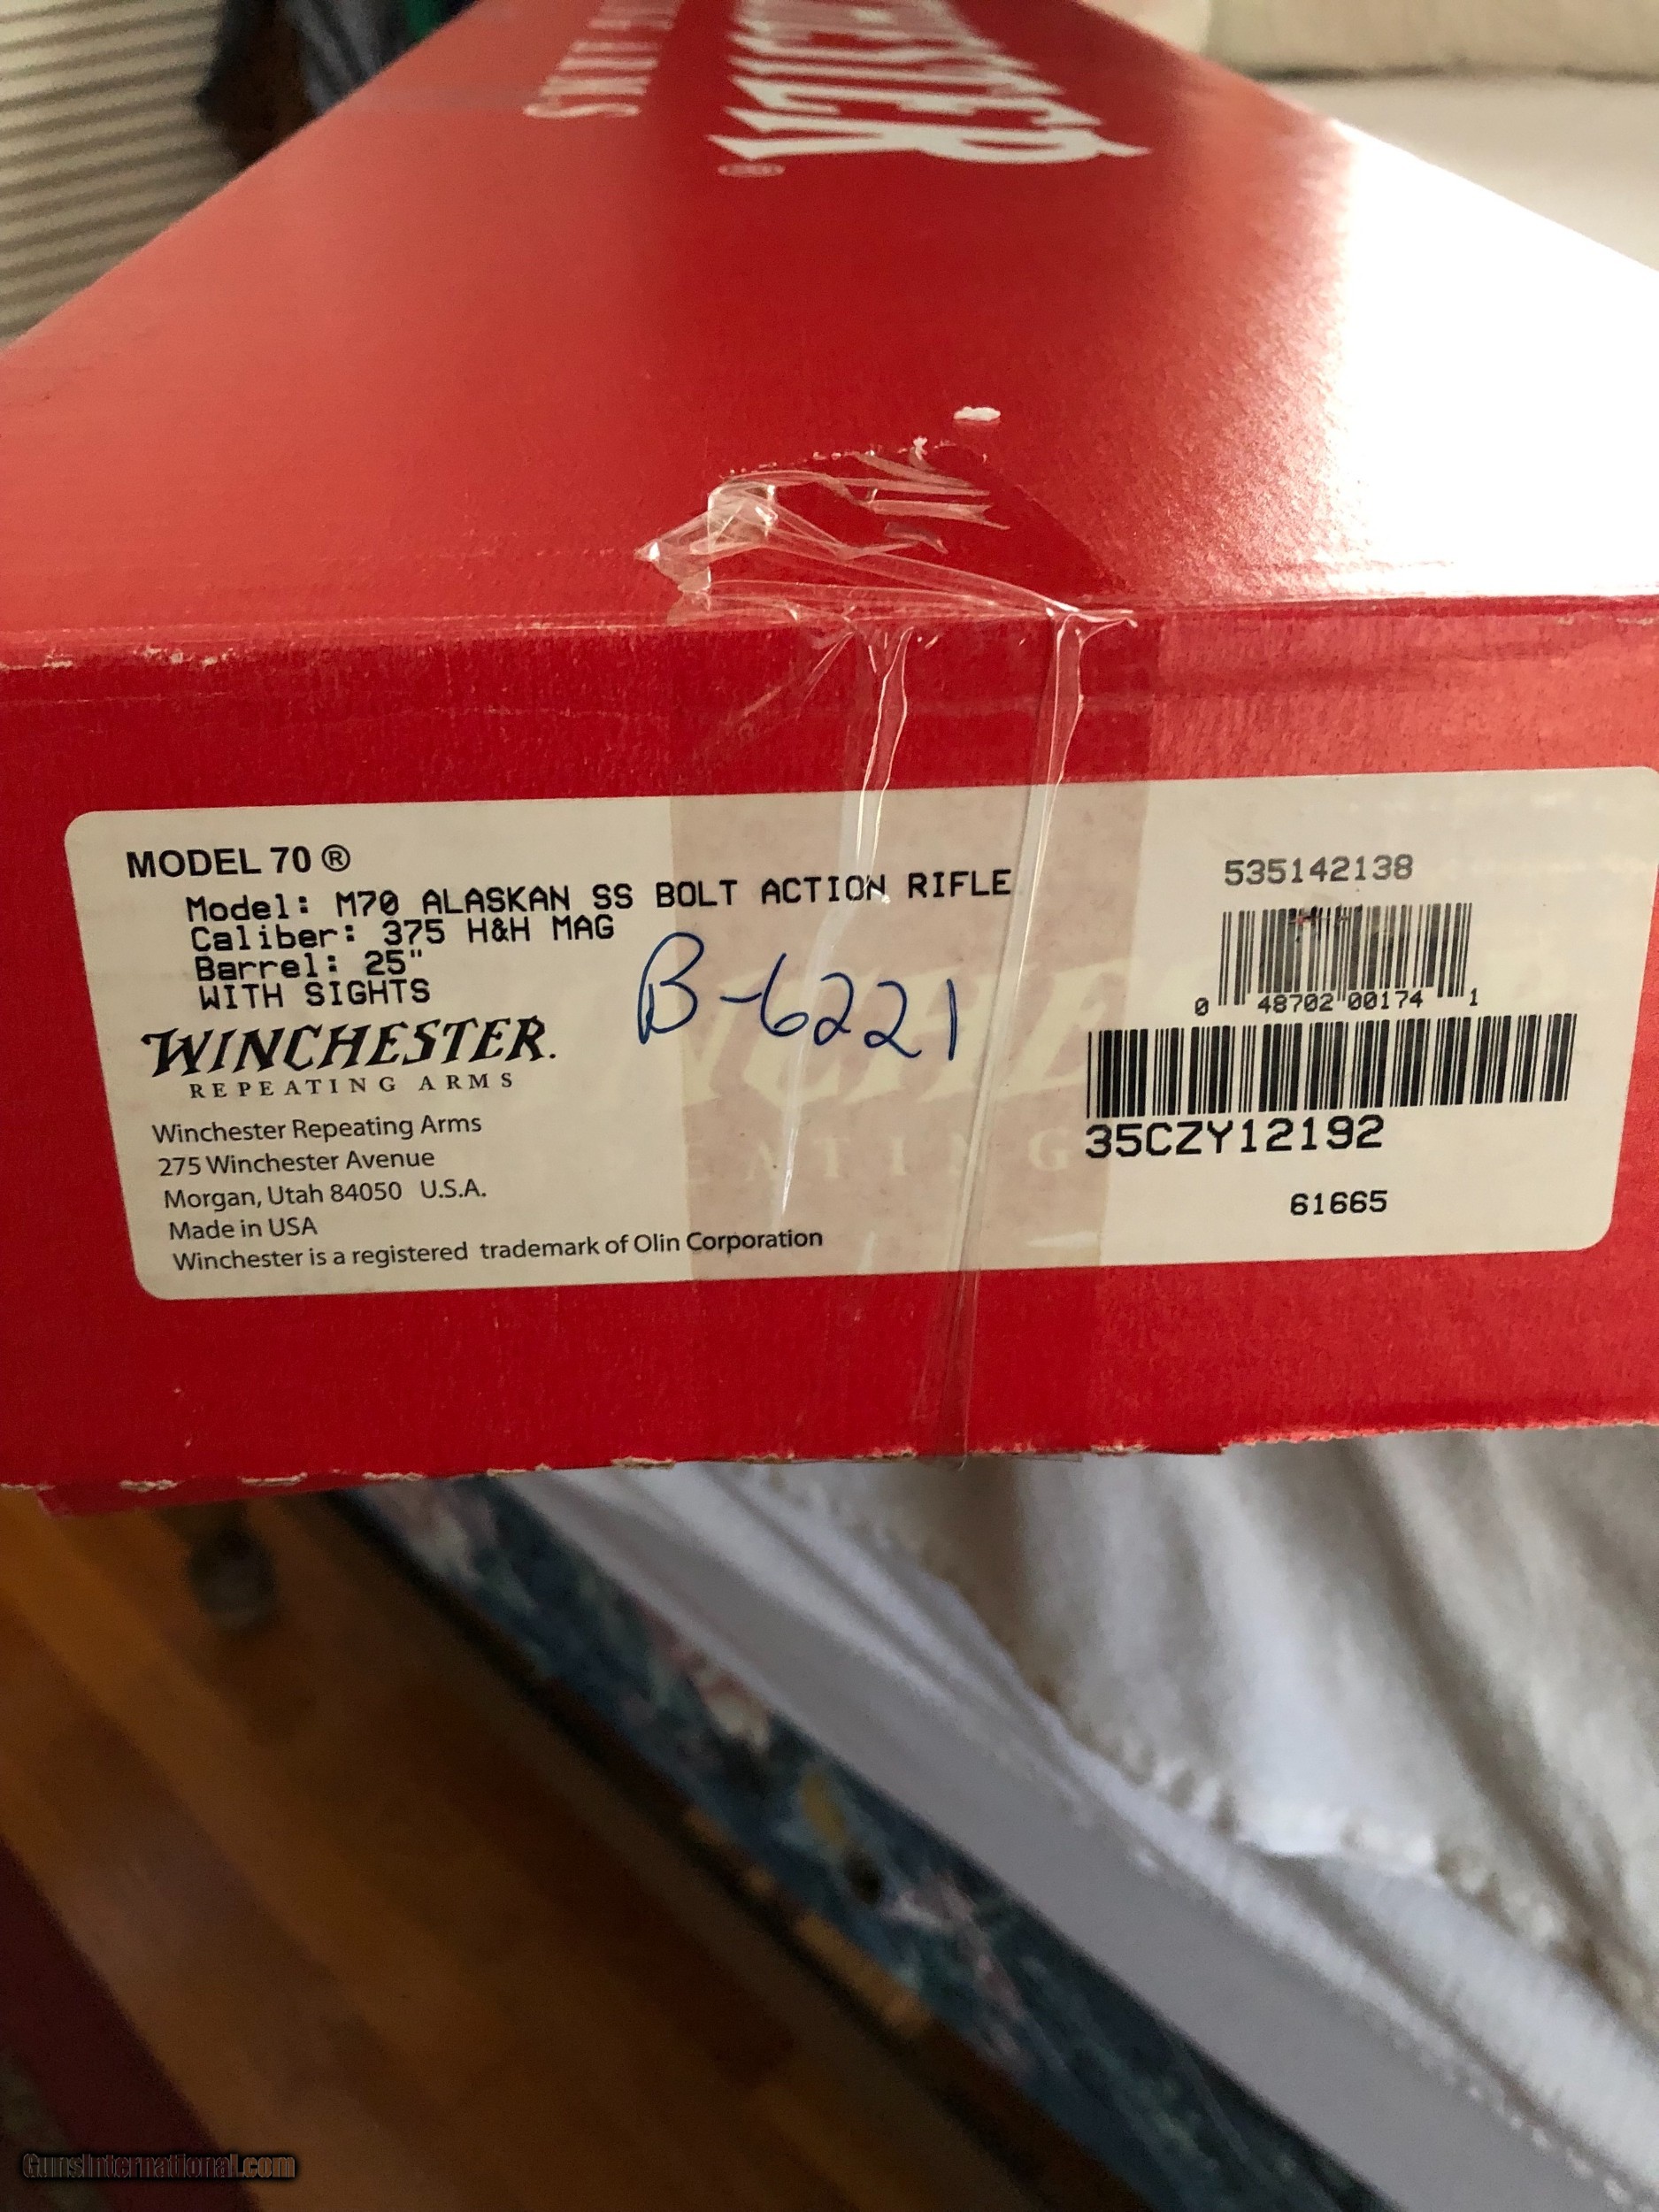 MODEL 70 ®
Model: M70 ALASKAN SS BOLT ACTION RIFLE
Caliber: 375 H&H MAG
Barrel: 25"
WITH SIGHTS
WINCHESTER.
REPEATING ARMS
Winchester Repeating Arms
275 Winchester Avenue
Morgan, Utah 84050 U.S.A.
Made in USA
Winchester is a registered trademark of Olin Corporation
B-6221
535142138
0 48702 00174 1
35CZY12192
61665
GunsInternational.com